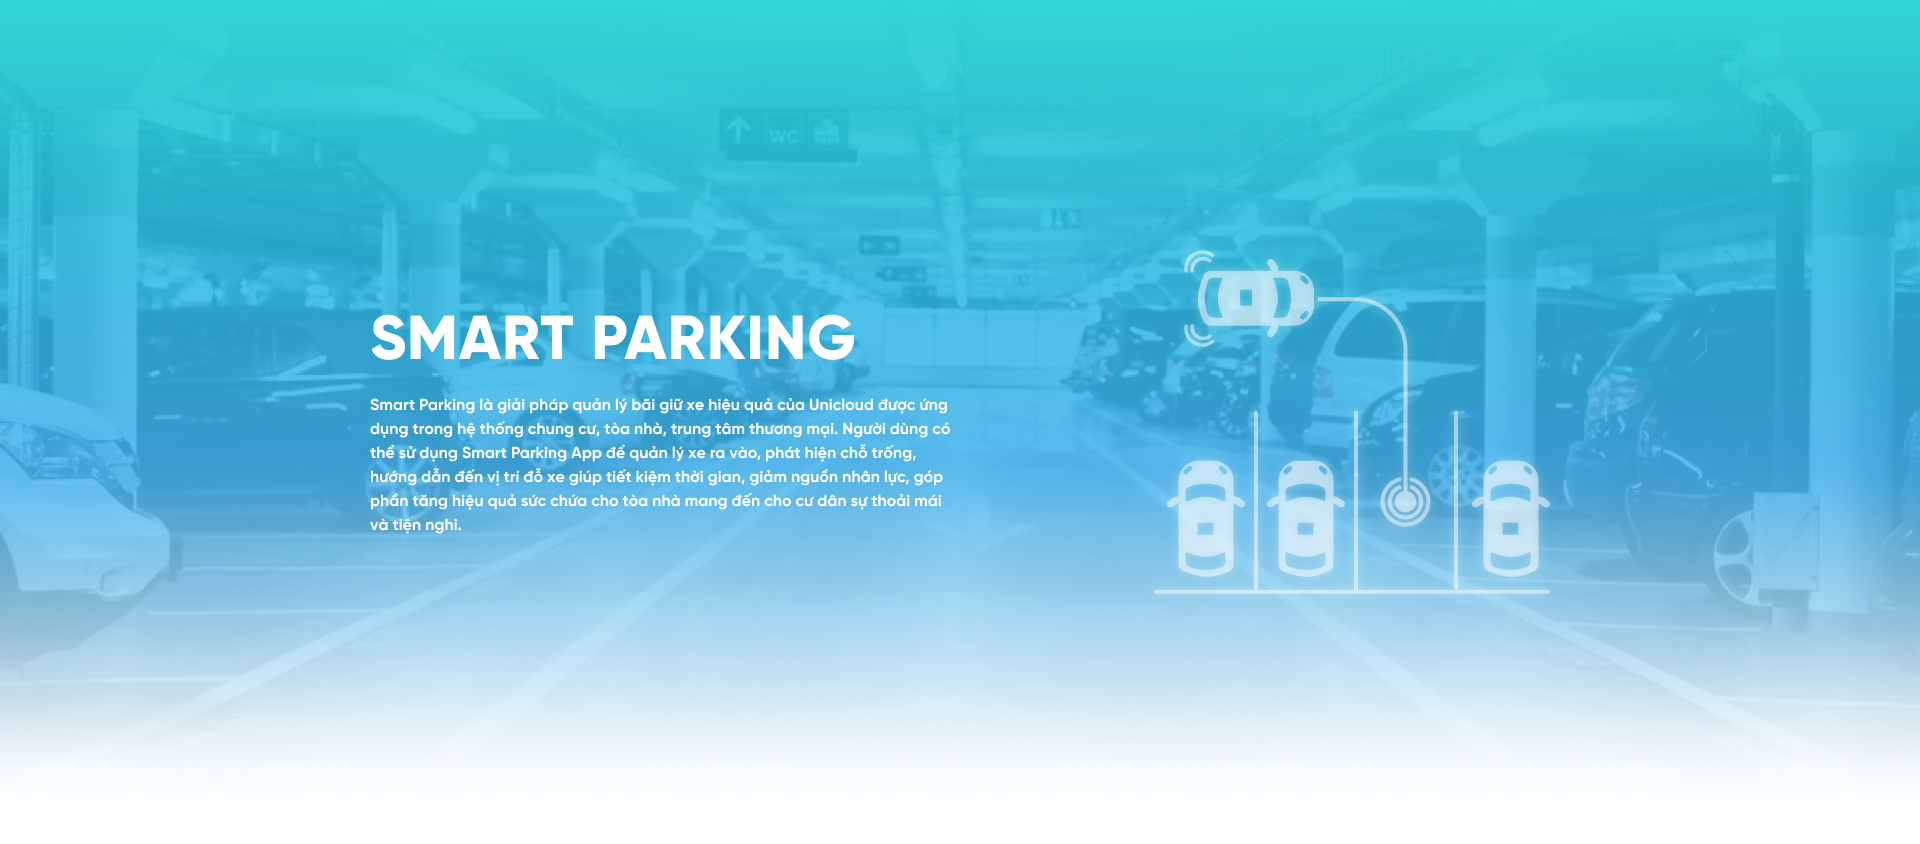 WC
SMART PARKING
Smart Parking là giải pháp quản lý bãi giữ xe hiệu quả của Unicloud được ứng
dụng trong hệ thống chung cư, tòa nhà, trung tâm thương mại. Người dùng có
thể sử dụng Smart Parking App để quản lý xe ra vào, phát hiện chỗ trống,
hướng dẫn đến vị trí đỗ xe giúp tiết kiệm thời gian, giảm nguồn nhân lực, góp
phần tăng hiệu quả sức chứa cho tòa nhà mang đến cho cư dân sự thoải mái
và tiện nghi.